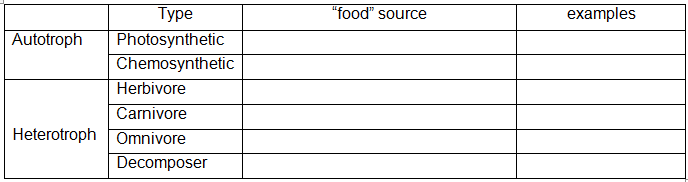 Type “food” source examples
Autotroph Photosynthetic
Chemosynthetic
Herbivore
Carnivore
Heterotroph Omnivore
Decomposer